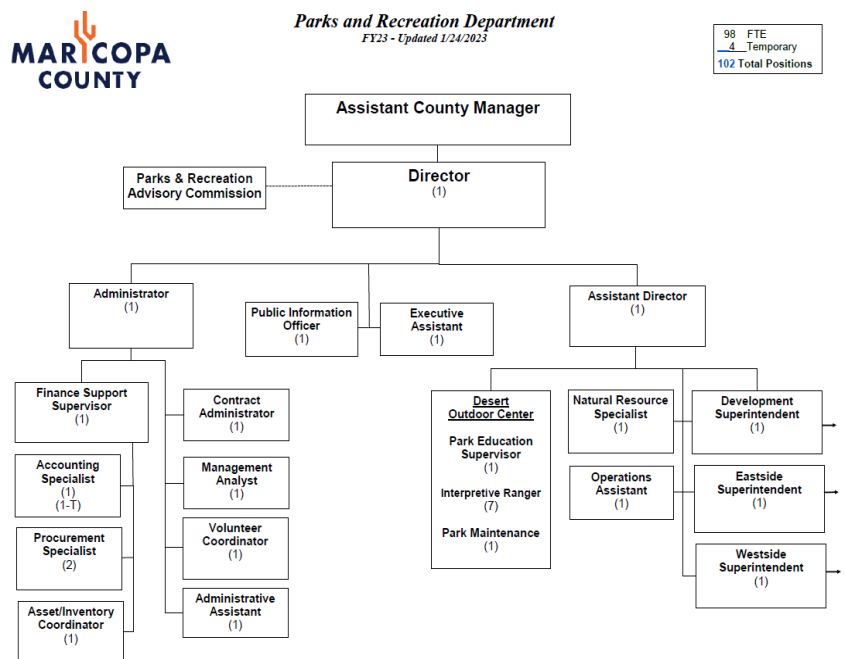 MARICOPA
COUNTY
Parks and Recreation Department
FY23 - Updated 1/24/2023
98 FTE
4 Temporary
102 Total Positions
Assistant County Manager
Parks & Recreation
Advisory Commission
Director
(1)
Administrator
(1)
Public Information
Officer
(1)
Executive
Assistant
(1)
Assistant Director
(1)
Finance Support
Supervisor
(1)
Accounting
Specialist
(1)
(1-T)
Procurement
Specialist
(2)
Asset/Inventory
Coordinator
(1)
Contract
Administrator
(1)
Management
Analyst
(1)
Volunteer
Coordinator
(1)
Administrative
Assistant
(1)
Desert
Outdoor Center
Park Education
Supervisor
(1)
Interpretive Ranger
(7)
Park Maintenance
(1)
Natural Resource
Specialist
(1)
Operations
Assistant
(1)
Development
Superintendent
(1)
Eastside
Superintendent
(1)
Westside
Superintendent
(1)